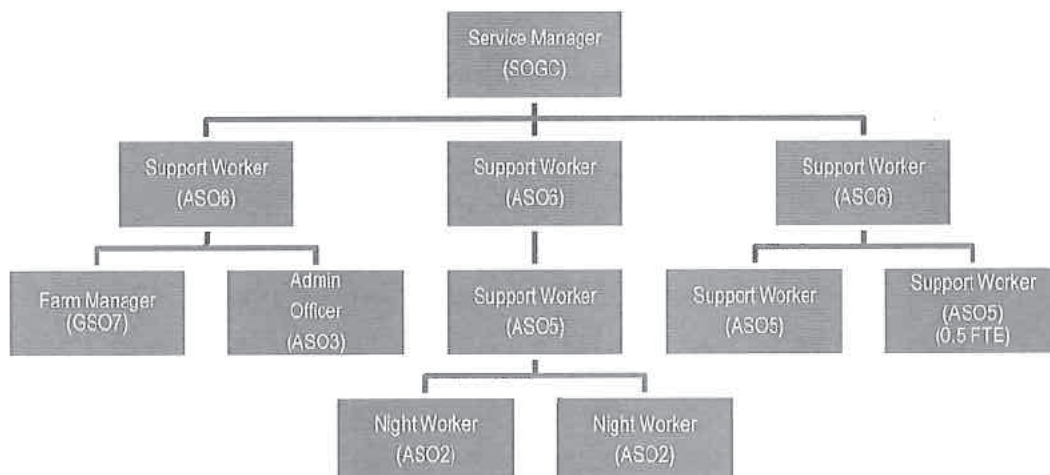 Service Manager
(SOGC)
Support Worker
(ASO6)
Support Worker
(ASO6)
Support Worker
(ASO6)
Farm Manager
(GSO7)
Admin
Officer
(ASO3)
Support Worker
(ASO5)
Support Worker
(ASO5)
Support Worker
(ASO5)
(0.5 FTE)
Night Worker
(ASO2)
Night Worker
(ASO2)